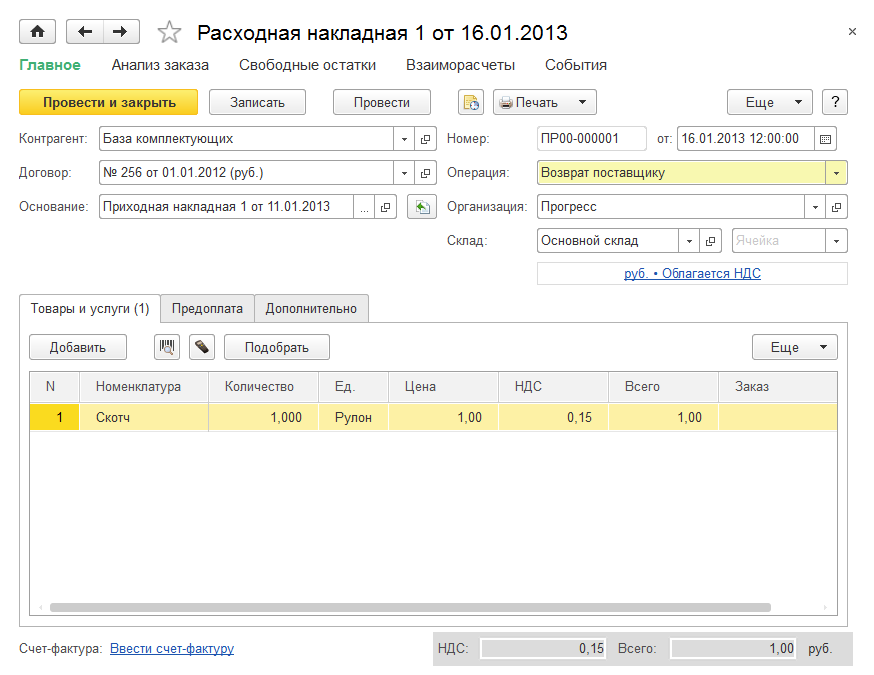 Расходная накладная 1 от 16.01.2013
Главное Анализ заказа Свободные остатки Взаиморасчеты События
Провести и закрыть Записать Провести Печать Еще ?
Контрагент: База комплектующих Номер: ПР00-000001 от: 16.01.2013 12:00:00
Договор: № 256 от 01.01.2012 (руб.) Операция: Возврат поставщику
Основание: Приходная накладная 1 от 11.01.2013 ... Организация: Прогресс
Склад: Основной склад Ячейка
руб. • Облагается НДС
Товары и услуги (1) Предоплата Дополнительно
Добавить Подобрать Еще
N Номенклатура Количество Ед. Цена НДС Всего Заказ
1 Скотч 1,000 Рулон 1,00 0,15 1,00
Счет-фактура: Ввести счет-фактуру НДС: 0,15 Всего: 1,00 руб.